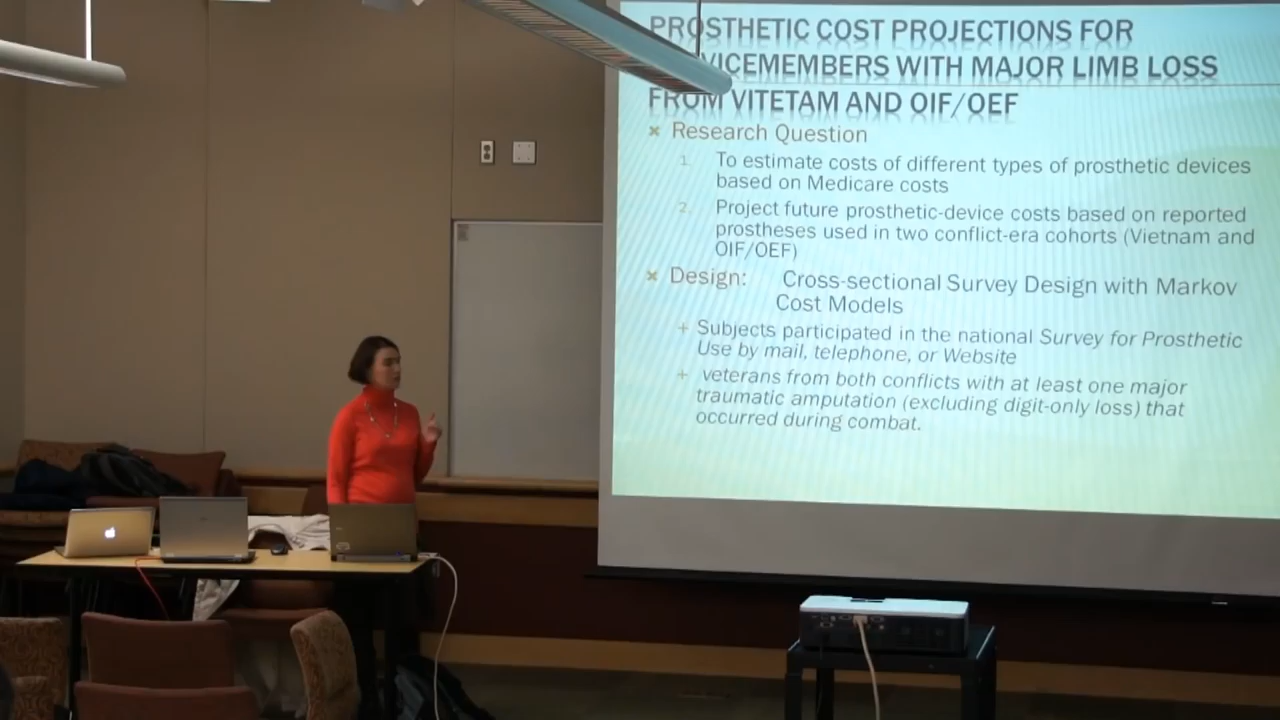 PROSTHETIC COST PROJECTIONS FOR
VICEMEMBERS WITH MAJOR LIMB LOSS
FROM VITETAM AND OIF/OEF
Research Question
1. To estimate costs of different types of prosthetic devices
based on Medicare costs
2. Project future prosthetic-device costs based on reported
prostheses used in two conflict-era cohorts (Vietnam and
OIF/OEF)
Design: Cross-sectional Survey Design with Markov
Cost Models
+ Subjects participated in the national Survey for Prosthetic
Use by mail, telephone, or Website
+ veterans from both conflicts with at least one major
traumatic amputation (excluding digit-only loss) that
occurred during combat.